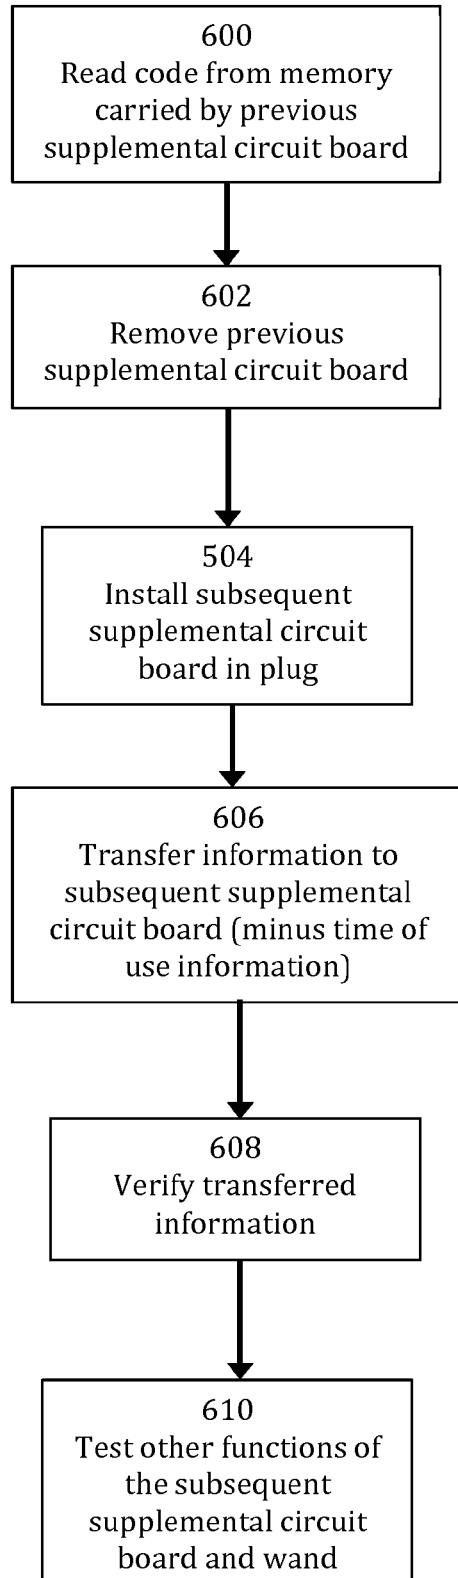 600
Read code from memory
carried by previous
supplemental circuit board
602
Remove previous
supplemental circuit board
504
Install subsequent
supplemental circuit
board in plug
606
Transfer information to
subsequent supplemental
circuit board (minus time of
use information)
608
Verify transferred
information
610
Test other functions of
the subsequent
supplemental circuit
board and wand